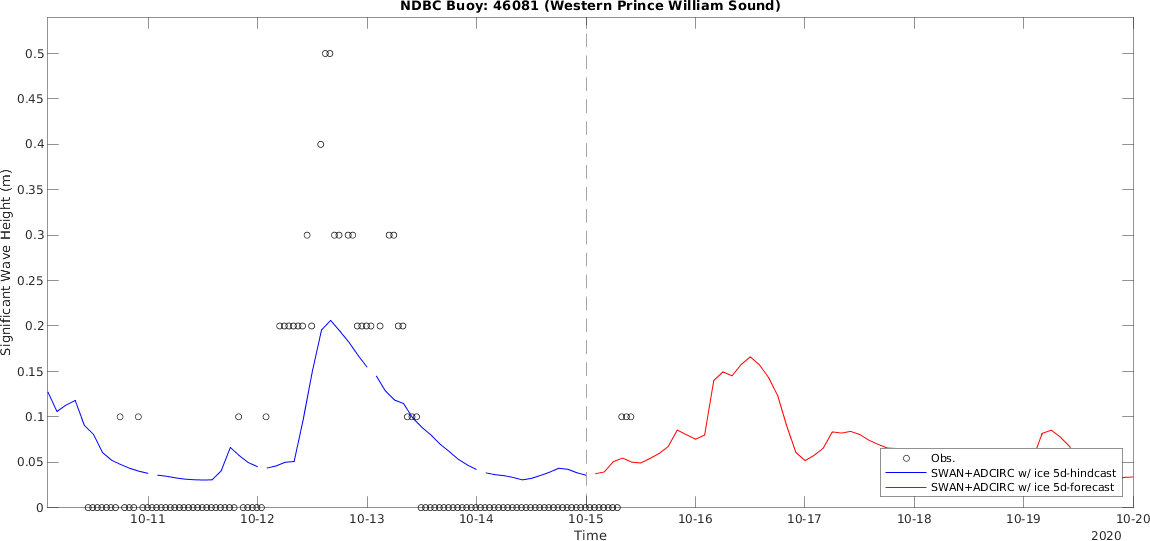 NDBC Buoy: 46081 (Western Prince William Sound)
0.5
0.45
0.4
0.35
0.3
0.25
0.2
0.15
0.1
0.05
0
Significant Wave Height (m)
Obs.
SWAN+ADCIRC w/ ice 5d-hindcast
SWAN+ADCIRC w/ ice 5d-forecast
10-11 10-12 10-13 10-14 10-15 10-16 10-17 10-18 10-19 10-20
Time
2020